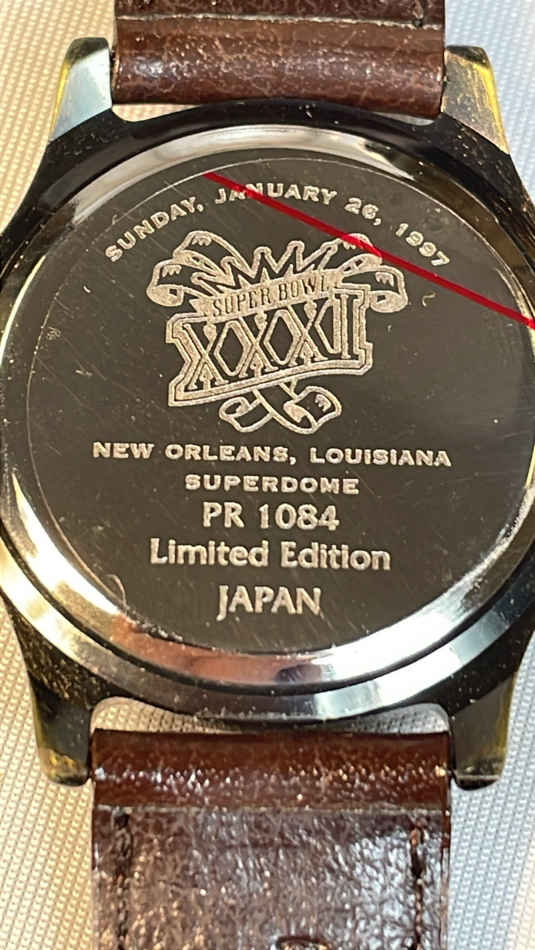 SUNDAY, JANUARY 26, 1997
SUPER BOWL
XXXI
NEW ORLEANS, LOUISIANA
SUPERDOME
PR 1084
Limited Edition
JAPAN